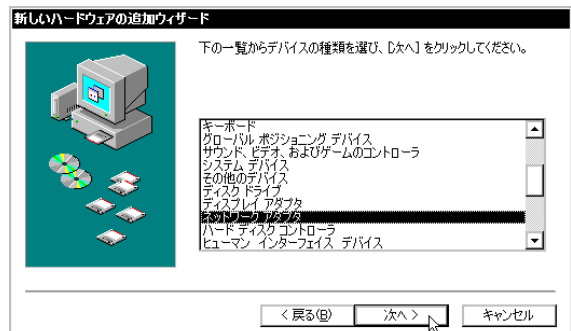 新しいハードウェアの追加ウィザード
下の一覧からデバイスの種類を選び、[次へ] をクリックしてください。
キーボード
グローバル ポジショニング デバイス
サウンド、ビデオ、およびゲームのコントローラ
システム デバイス
その他のデバイス
ディスク ドライブ
ディスプレイ アダプタ
ネットワーク アダプタ
ハード ディスク コントローラ
ヒューマン インターフェイス デバイス
< 戻る(B)
次へ >
キャンセル